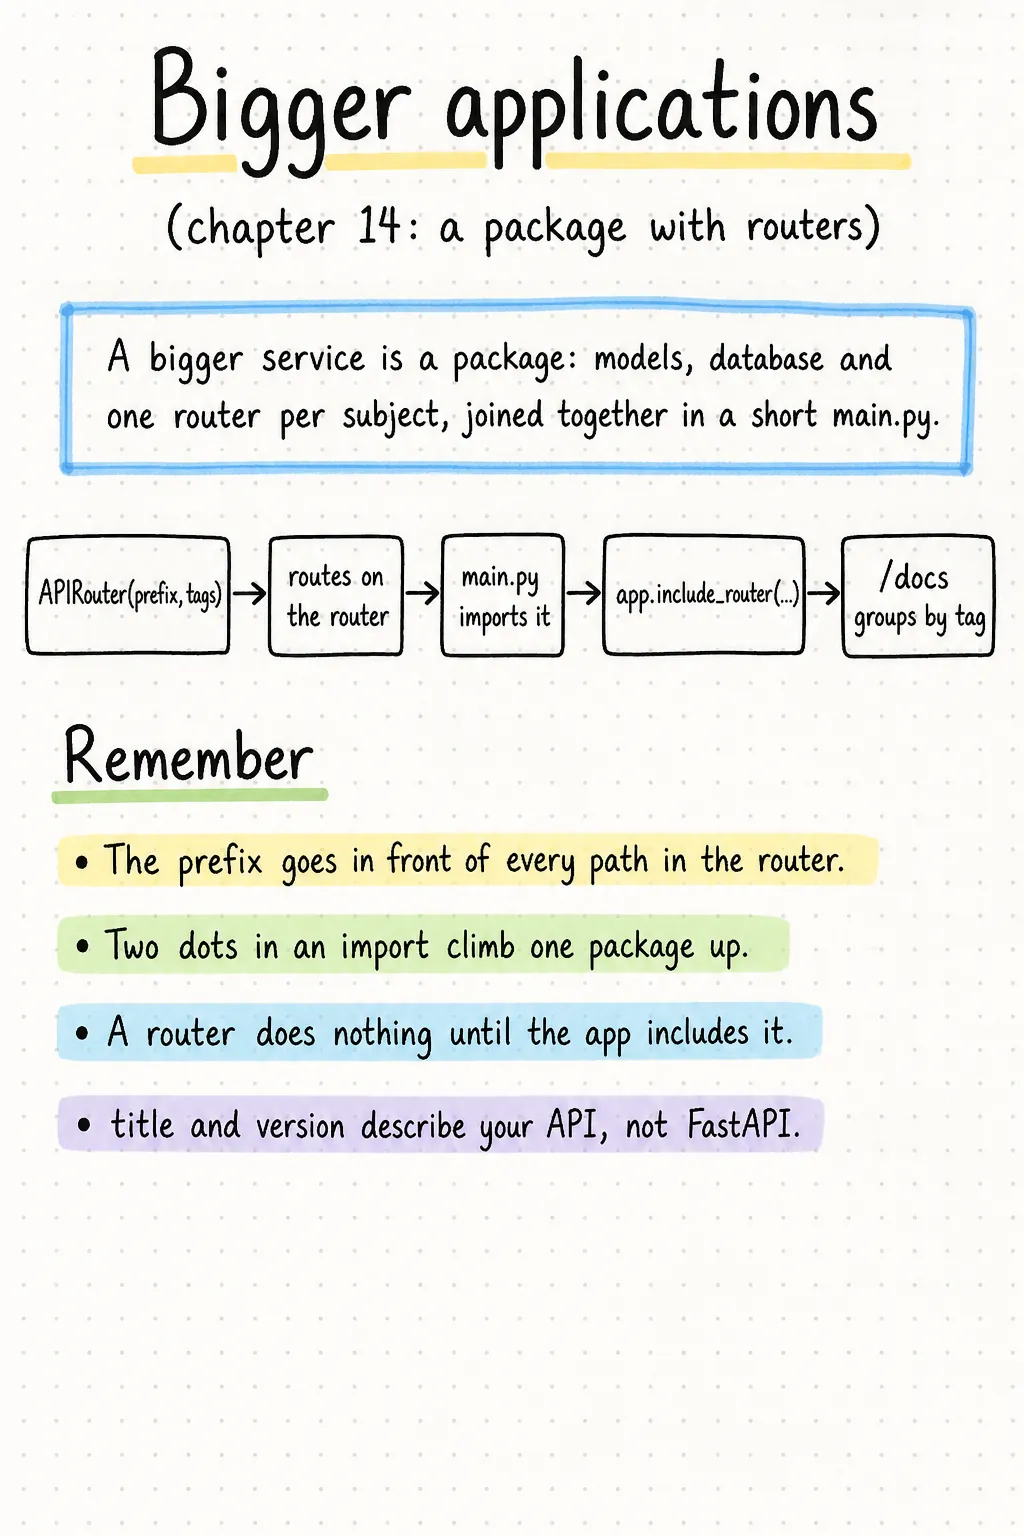 Bigger applications
(chapter 14: a package with routers)
A bigger service is a package: models, database and
one router per subject, joined together in a short main.py.
APIRouter(prefix, tags)
routes on
the router
main.py
imports it
app.include_router(...)
/docs
groups by tag
Remember
• The prefix goes in front of every path in the router.
• Two dots in an import climb one package up.
• A router does nothing until the app includes it.
• title and version describe your API, not FastAPI.